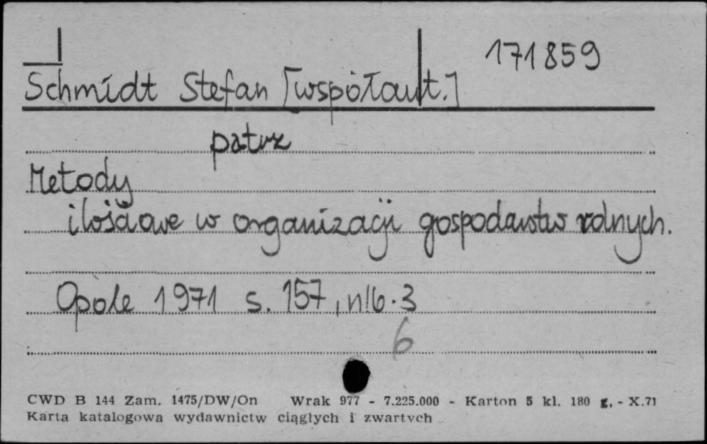 171859
Schmidt Stefan [współaut.]
patrz
Metody
ilościowe w organizacji gospodarstw rolnych.
Opole 1971 s. 157, nlb. 3
6
CWD B 144 Zam. 1475/DW/On Wrak 977 - 7.225.000 - Karton 5 kl. 180 g. - X.71
Karta katalogowa wydawnictw ciągłych i zwartych